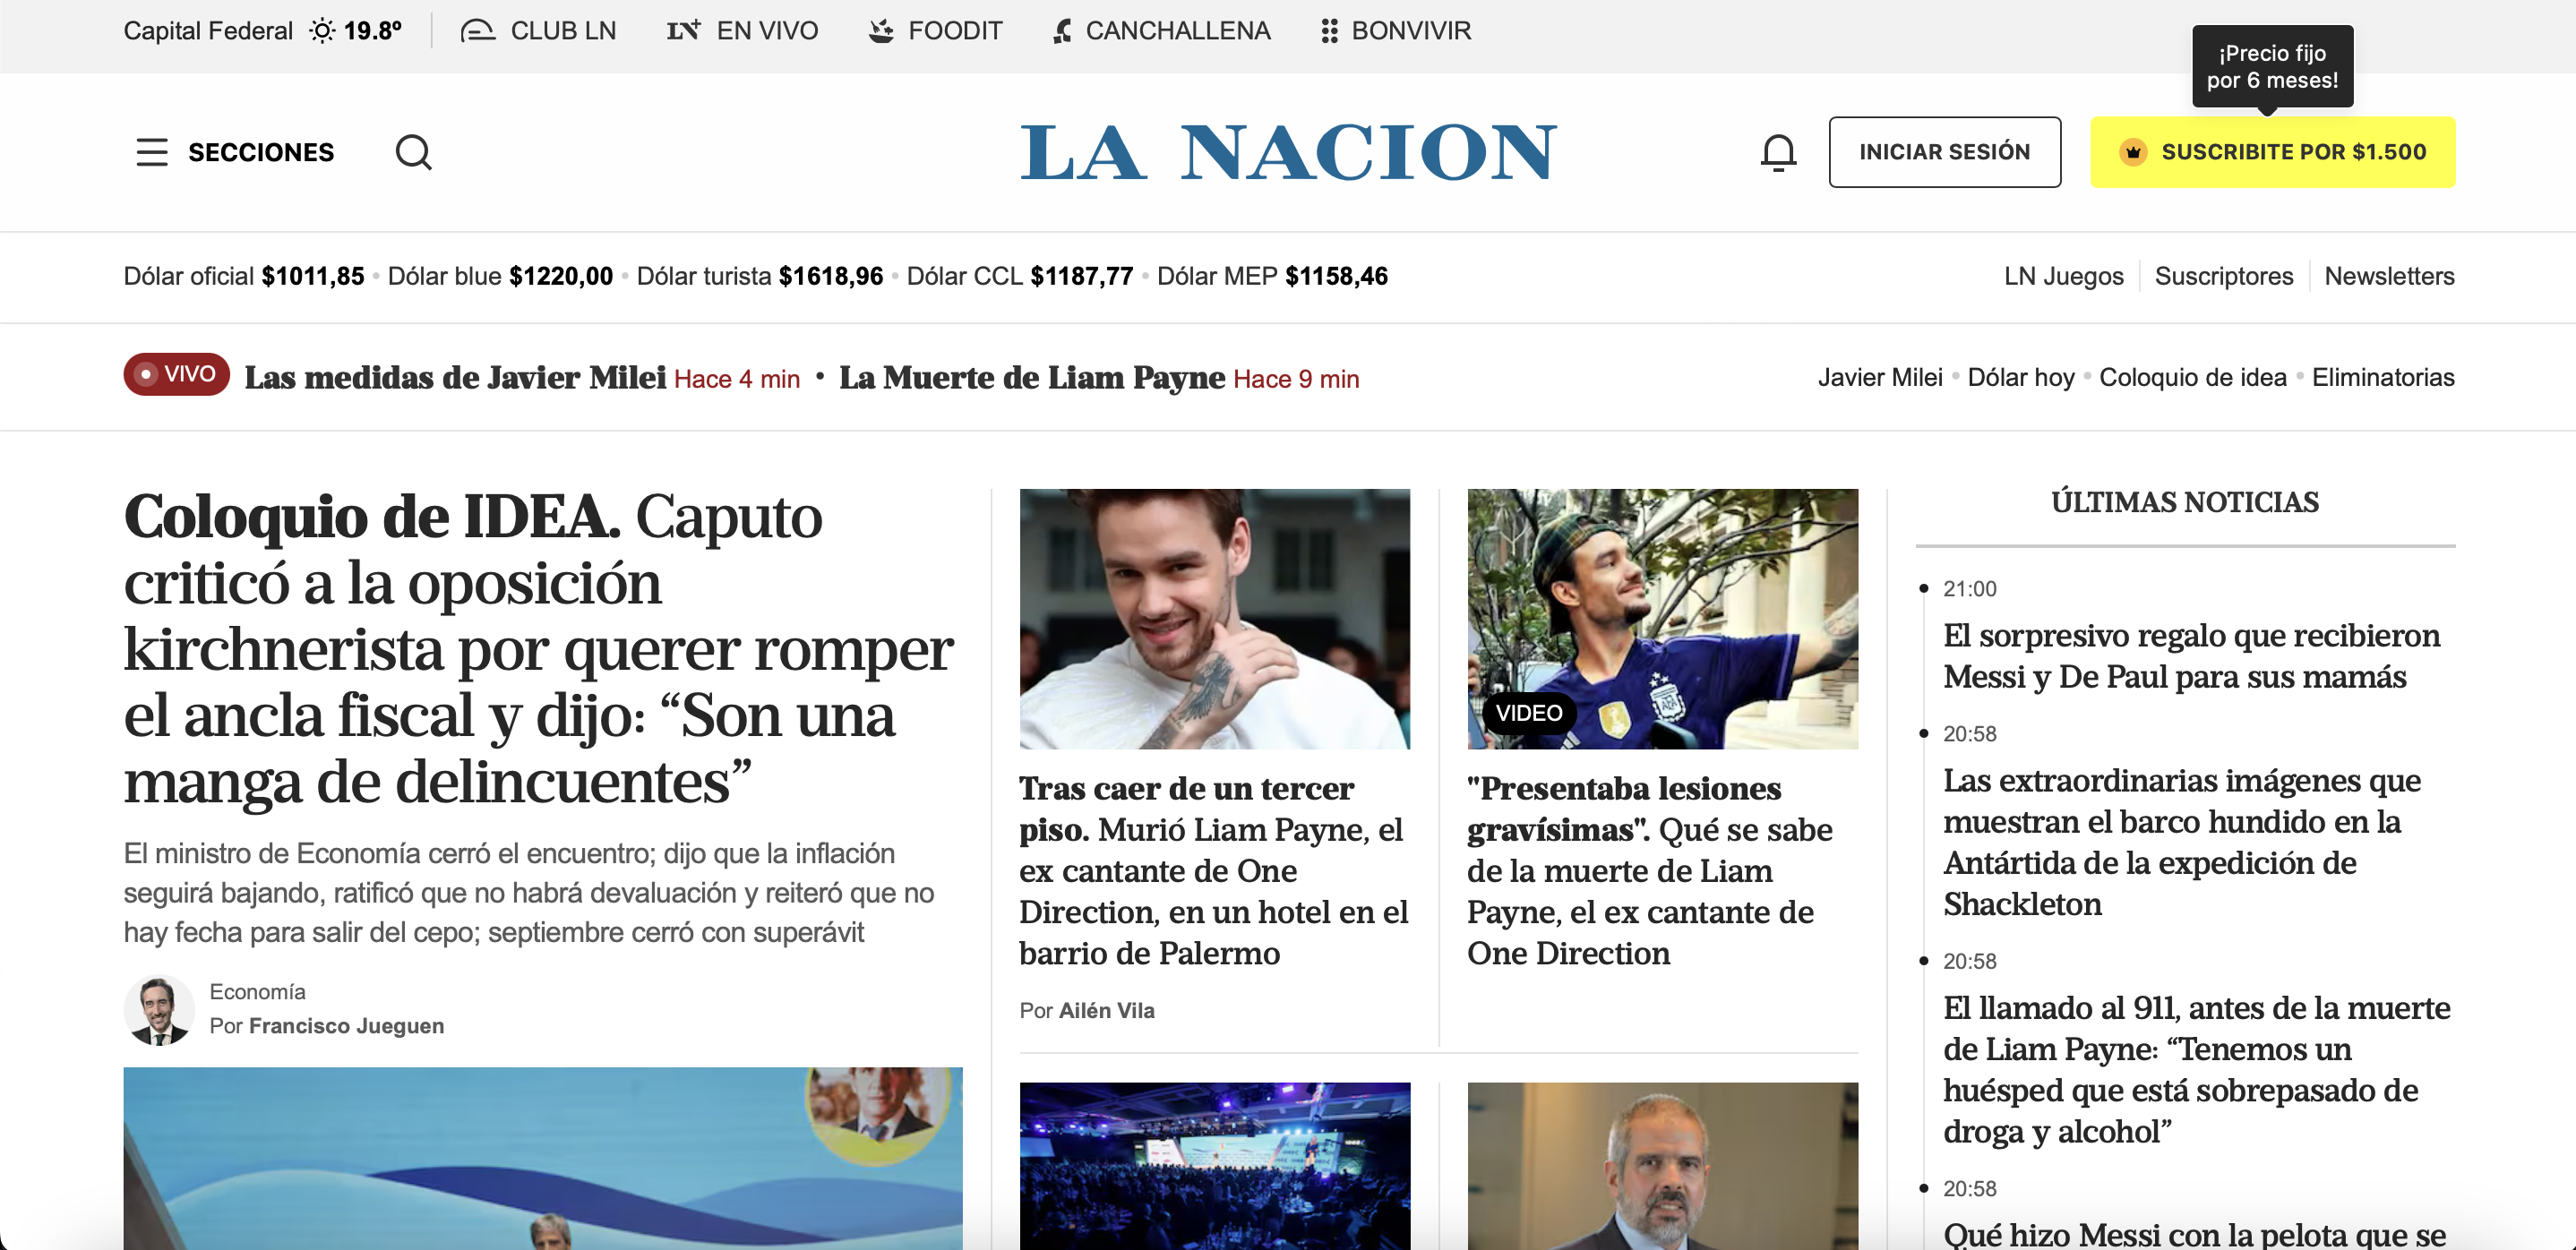 Capital Federal 19.8º CLUB LN EN VIVO FOODIT CANCHALLENA BONVIVIR
¡Precio fijo
por 6 meses!
SECCIONES LA NACION INICIAR SESIÓN SUSCRIBITE POR $1.500
Dólar oficial $1011,85 • Dólar blue $1220,00 • Dólar turista $1618,96 • Dólar CCL $1187,77 • Dólar MEP $1158,46
LN Juegos Suscriptores Newsletters
VIVO Las medidas de Javier Milei Hace 4 min • La Muerte de Liam Payne Hace 9 min
Javier Milei • Dólar hoy • Coloquio de idea • Eliminatorias
Coloquio de IDEA. Caputo
criticó a la oposición
kirchnerista por querer romper
el ancla fiscal y dijo: “Son una
manga de delincuentes”
El ministro de Economía cerró el encuentro; dijo que la inflación
seguirá bajando, ratificó que no habrá devaluación y reiteró que no
hay fecha para salir del cepo; septiembre cerró con superávit
Economía
Por Francisco Jueguen
Tras caer de un tercer
piso. Murió Liam Payne, el
ex cantante de One
Direction, en un hotel en el
barrio de Palermo
Por Ailén Vila
VIDEO
"Presentaba lesiones
gravísimas". Qué se sabe
de la muerte de Liam
Payne, el ex cantante de
One Direction
ÚLTIMAS NOTICIAS
21:00
El sorpresivo regalo que recibieron
Messi y De Paul para sus mamás
20:58
Las extraordinarias imágenes que
muestran el barco hundido en la
Antártida de la expedición de
Shackleton
20:58
El llamado al 911, antes de la muerte
de Liam Payne: “Tenemos un
huésped que está sobrepasado de
droga y alcohol”
20:58
Qué hizo Messi con la pelota que se